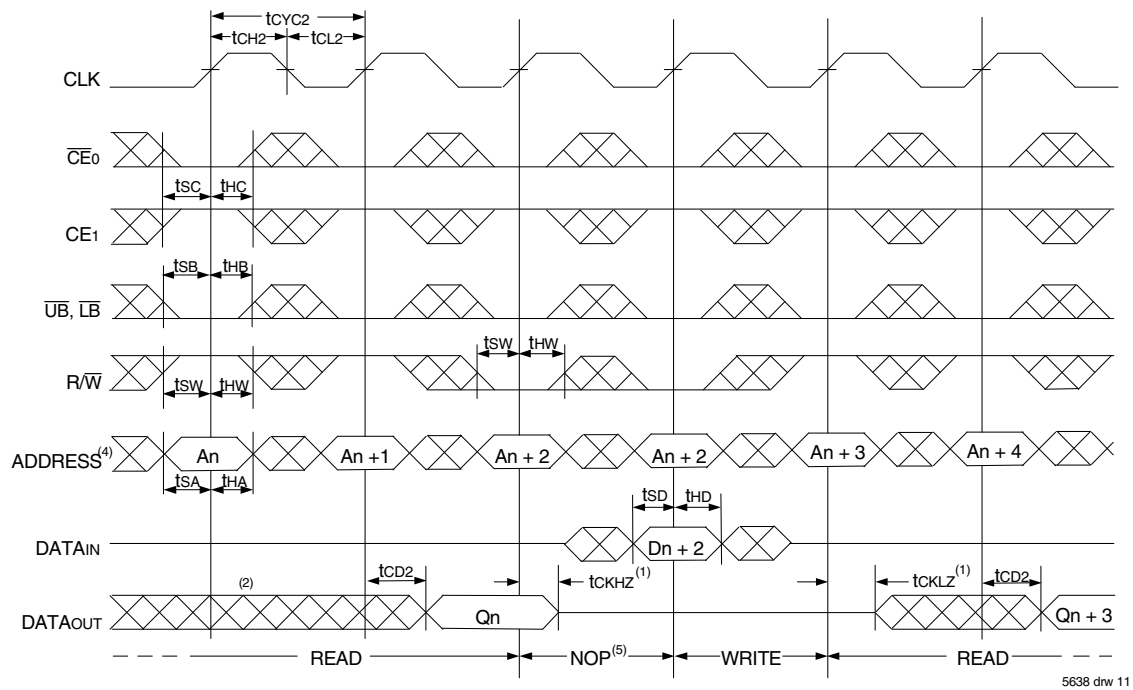 tCYC2
tCH2 tCL2
CLK
CE0
tSC tHC
CE1
tSB tHB
UB, LB
tSW tHW
R/W
tSW tHW
ADDRESS(4) An An +1 An + 2 An + 2 An + 3 An + 4
tSA tHA
tSD tHD
DATAIN Dn + 2
(2) tCD2 tCKHZ(1) tCKLZ(1) tCD2
DATAOUT Qn Qn + 3
READ NOP(5) WRITE READ
5638 drw 11